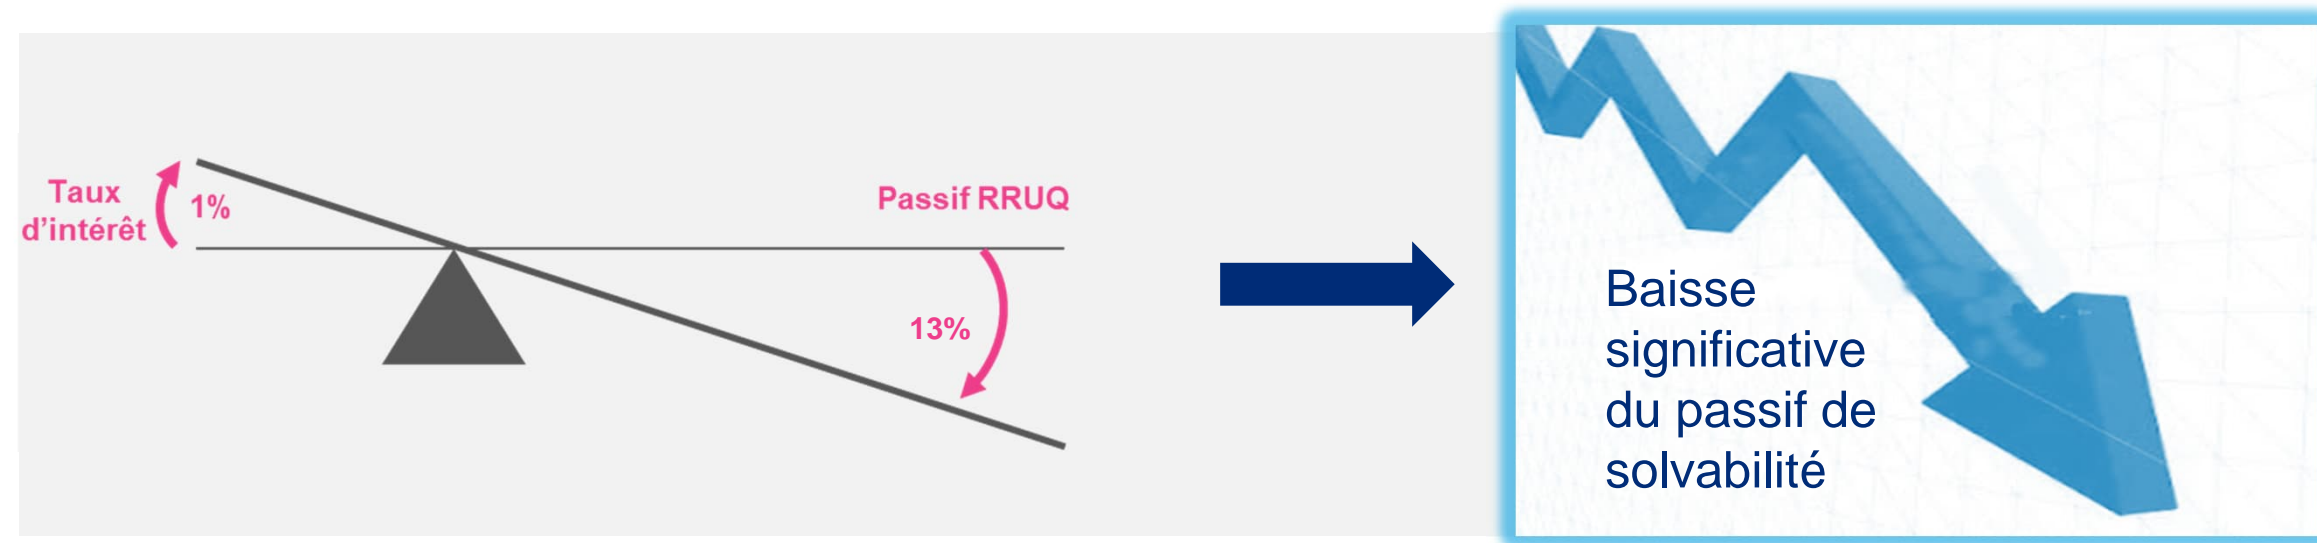 Taux
d'intérêt
1%
Passif RRUQ
13%
Baisse
significative
du passif de
solvabilité